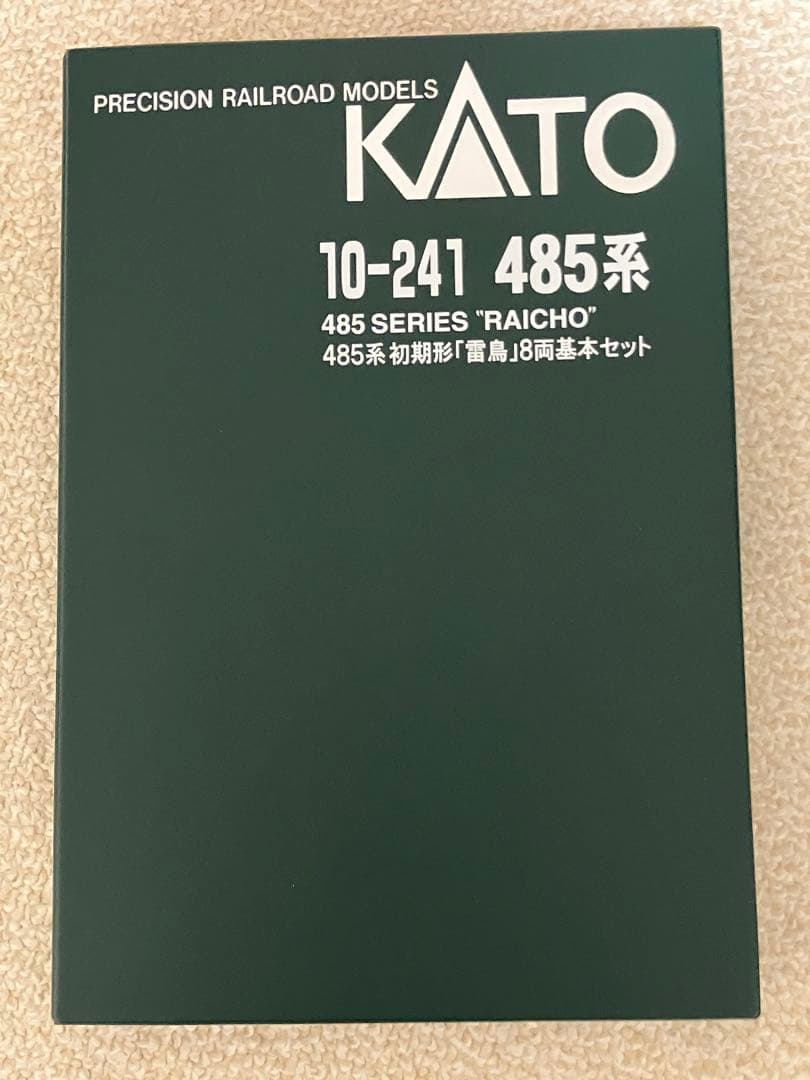 PRECISION RAILROAD MODELS
KATO
10-241 485系
485 SERIES "RAICHO"
485系初期形「雷鳥」8両基本セット